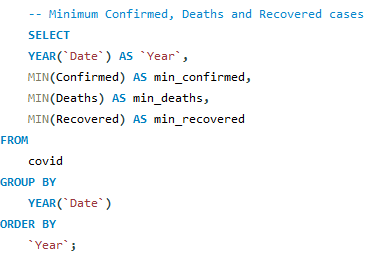 -- Minimum Confirmed, Deaths and Recovered cases
SELECT
YEAR(`Date`) AS `Year`,
MIN(Confirmed) AS min_confirmed,
MIN(Deaths) AS min_deaths,
MIN(Recovered) AS min_recovered
FROM
covid
GROUP BY
YEAR(`Date`)
ORDER BY
`Year`;